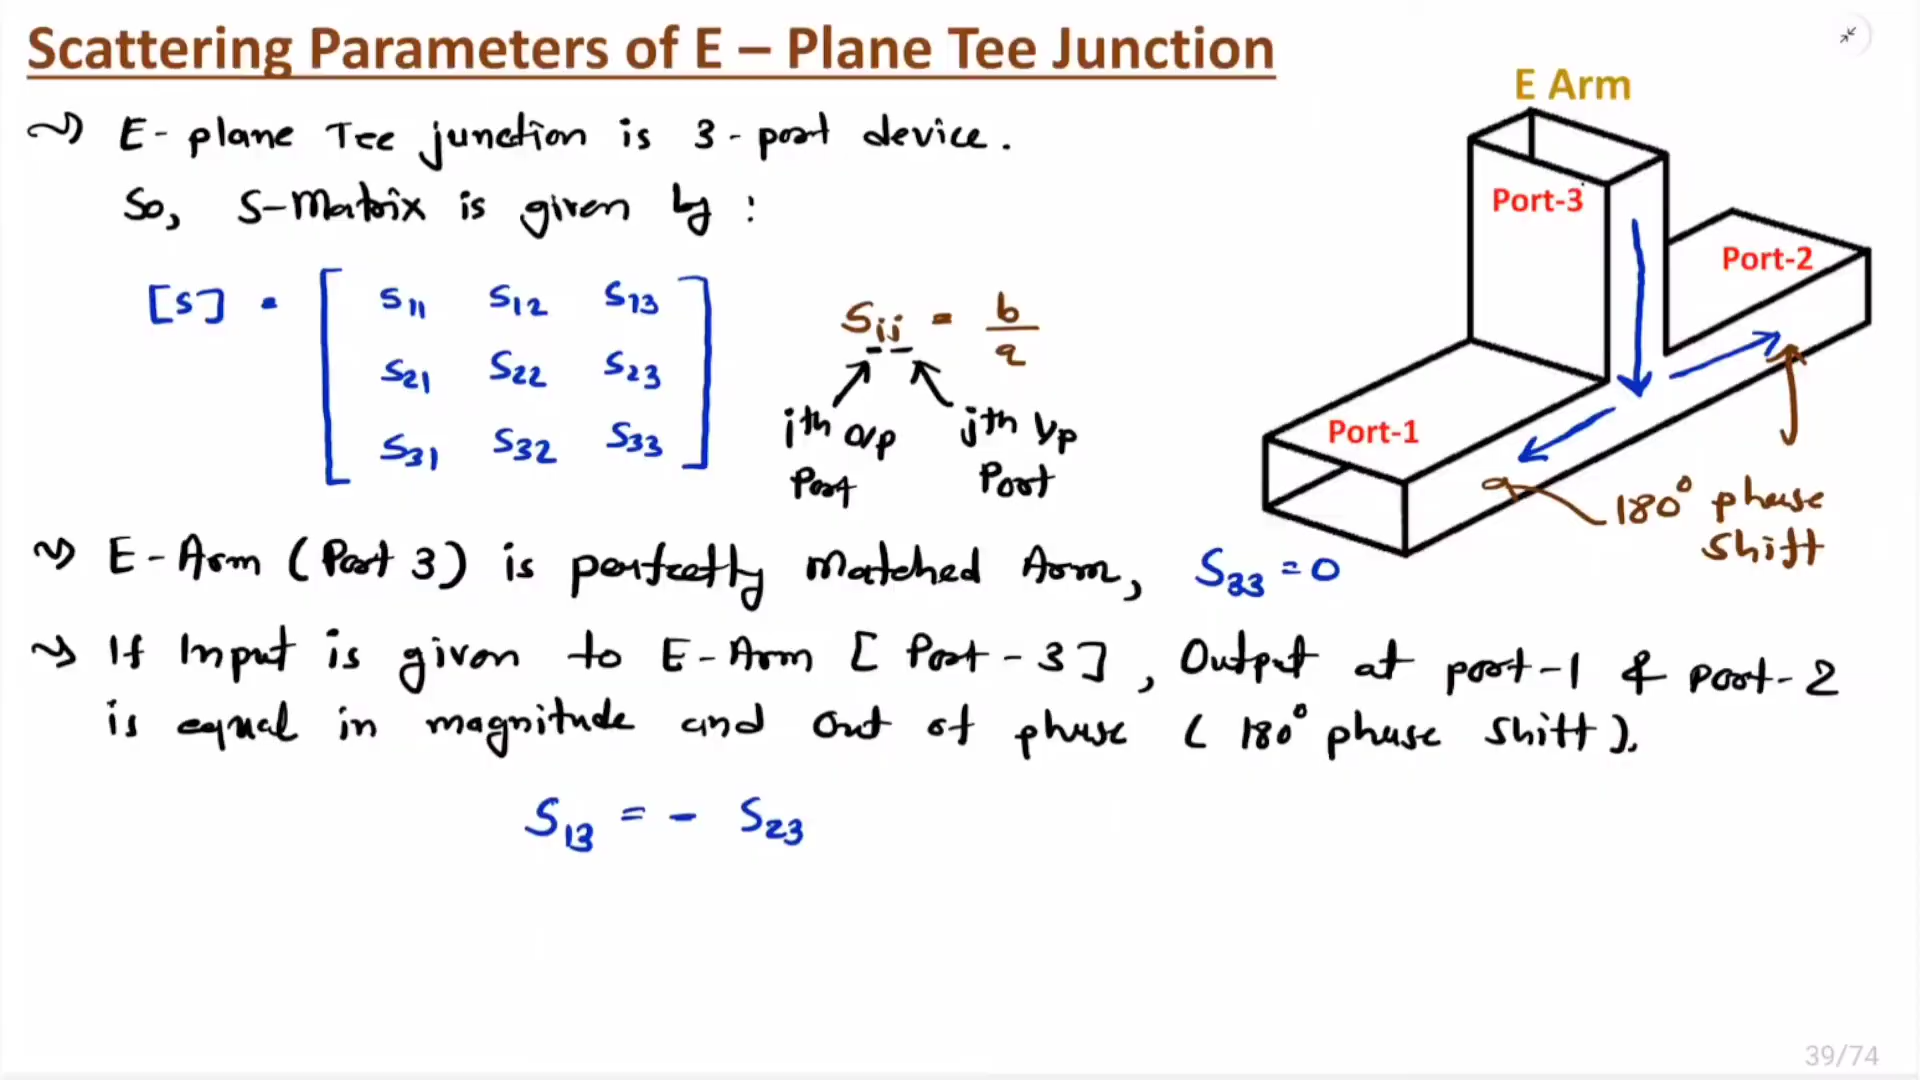 Scattering Parameters of E – Plane Tee Junction
E Arm
~> E - plane Tee junction is 3 - port device.
So, S-Matrix is given by :
Port-3
Port-2
[S] = [ S11 S12 S13
S21 S22 S23
S31 S32 S33 ]
Sij = b/a
ith o/p Port
jth I/p Port
Port-1
180° phase shift
~> E - Arm (Port 3) is perfectly Matched Arm, S33 = 0
~> If Input is given to E - Arm [ Port - 3 ], Output at port-1 & port-2
is equal in magnitude and out of phase ( 180° phase shift ).
S13 = - S23
39/74